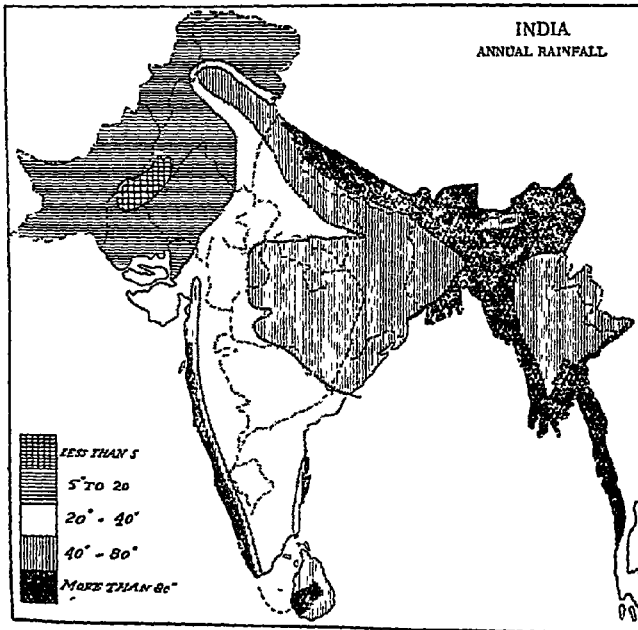 INDIA
ANNUAL RAINFALL
LESS THAN 5
5" TO 20
20" - 40"
40" - 80"
MORE THAN 80"